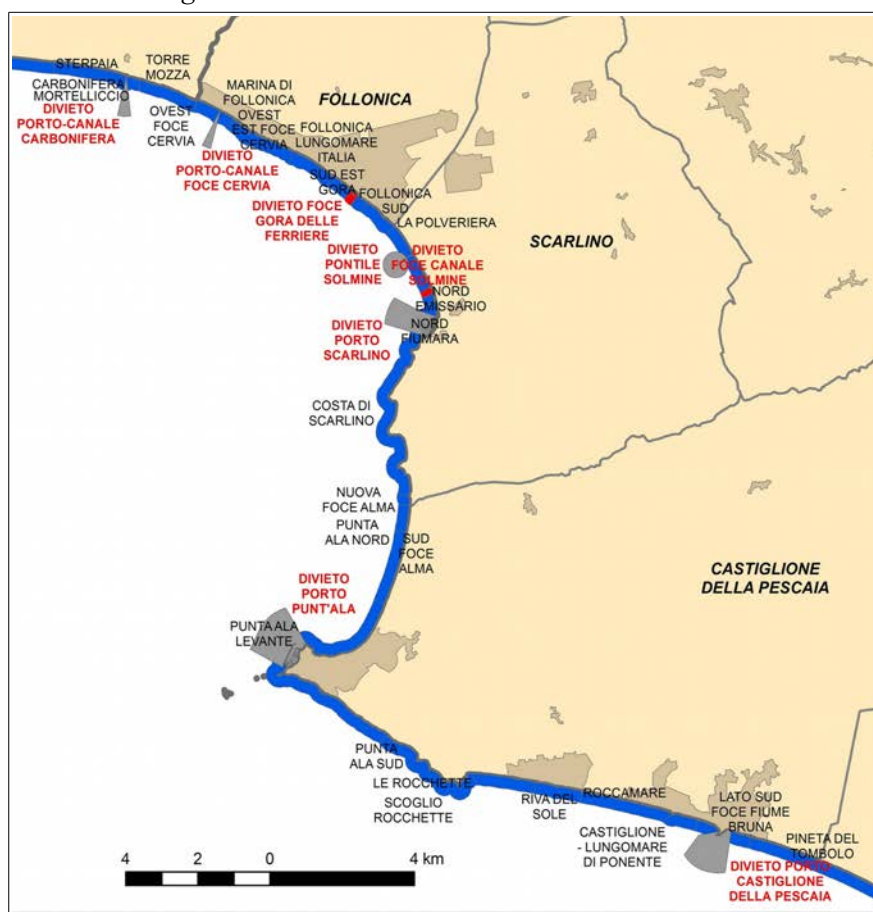 STERPAIA
TORRE
MOZZA
CARBONIFERA
MORTELLICCIO
DIVIETO
PORTO-CANALE
CARBONIFERA
OVEST
FOCE
CERVIA
MARINA DI
FOLLONICA
OVEST
EST FOCE
CERVIA
FOLLONICA
FOLLONICA
LUNGOMARE
ITALIA
DIVIETO
PORTO-CANALE
FOCE CERVIA
SUD EST
GORA
FOLLONICA
SUD
DIVIETO FOCE
GORA DELLE
FERRIERE
LA POLVERIERA
SCARLINO
DIVIETO
PONTILE
SOLMINE
DIVIETO
FOCE CANALE
SOLMINE
NORD
EMISSARIO
NORD
FIUMARA
DIVIETO
PORTO
SCARLINO
COSTA DI
SCARLINO
NUOVA
FOCE ALMA
PUNTA
ALA NORD
SUD
FOCE
ALMA
CASTIGLIONE
DELLA PESCAIA
DIVIETO
PORTO
PUNT'ALA
PUNTA ALA
LEVANTE
PUNTA
ALA SUD
LE ROCCHETTE
SCOGLIO
ROCCHETTE
RIVA DEL
SOLE
ROCCAMARE
CASTIGLIONE
- LUNGOMARE
DI PONENTE
LATO SUD
FOCE FIUME
BRUNA
PINETA DEL
TOMBOLO
DIVIETO PORTO-
CASTIGLIONE
DELLA PESCAIA
4 2 0 4 km